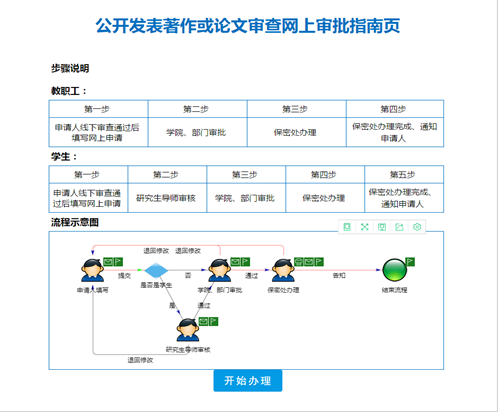 公开发表著作或论文审查网上审批指南页
步骤说明
教职工：
第一步 第二步 第三步 第四步
申请人线下审查通过后
填写网上申请
学院、部门审批
保密处办理
保密处办理完成、通知
申请人
学生：
第一步 第二步 第三步 第四步 第五步
申请人线下审查通
过后填写网上申请
研究生导师审核
学院、部门审批
保密处办理
保密处办理完成、
通知申请人
流程示意图
退回修改 退回修改
提交 否 通过 告知
申请人填写 是否是学生 学院、部门审批 保密处办理 结束流程
是 通过
研究生导师审核
退回修改
开始办理